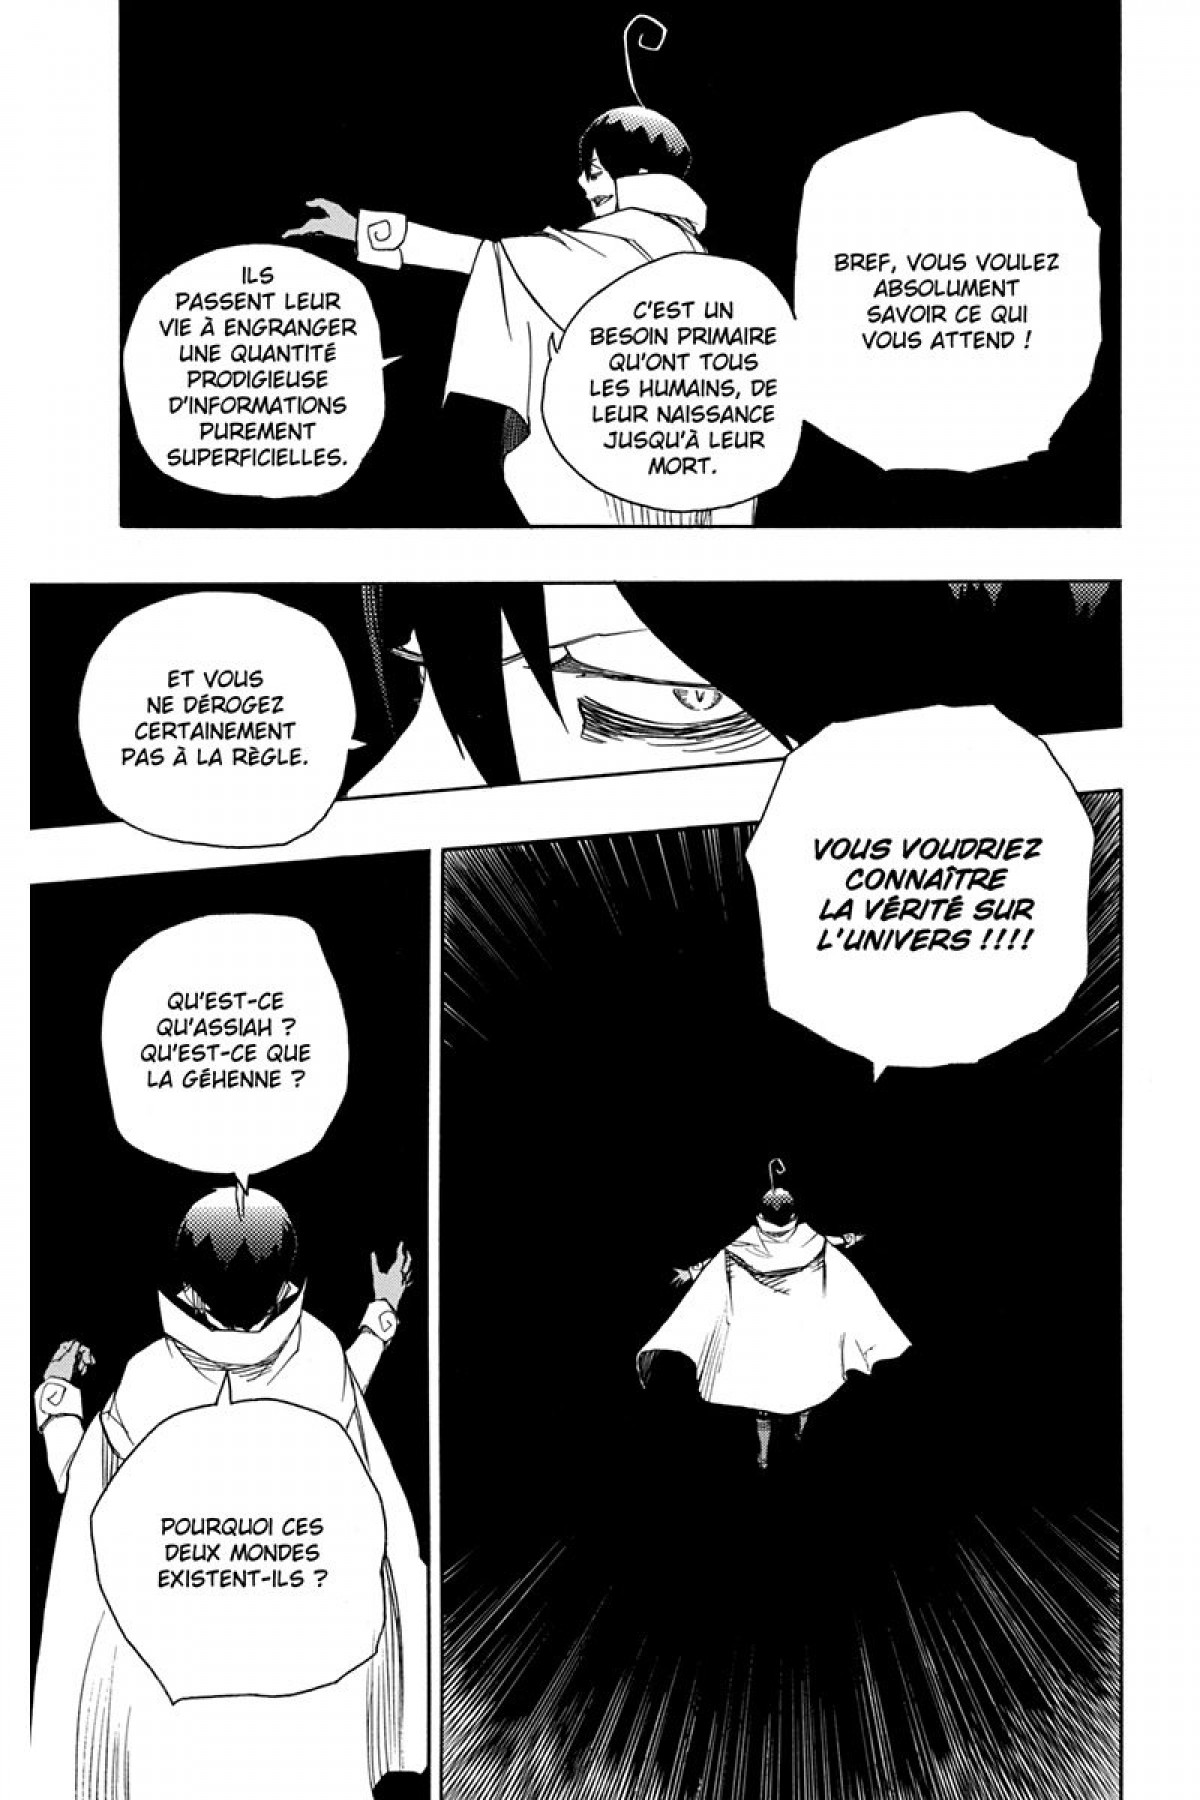 BREF, VOUS VOULEZ
ABSOLUMENT
SAVOIR CE QUI
VOUS ATTEND !
C'EST UN
BESOIN PRIMAIRE
QU'ONT TOUS
LES HUMAINS, DE
LEUR NAISSANCE
JUSQU'À LEUR
MORT.
ILS
PASSENT LEUR
VIE À ENGRANGER
UNE QUANTITÉ
PRODIGIEUSE
D'INFORMATIONS
PUREMENT
SUPERFICIELLES.
ET VOUS
NE DÉROGEZ
CERTAINEMENT
PAS À LA RÈGLE.
VOUS VOUDRIEZ
CONNAÎTRE
LA VÉRITÉ SUR
L'UNIVERS !!!!
QU'EST-CE
QU'ASSIAH ?
QU'EST-CE QUE
LA GÉHENNE ?
POURQUOI CES
DEUX MONDES
EXISTENT-ILS ?